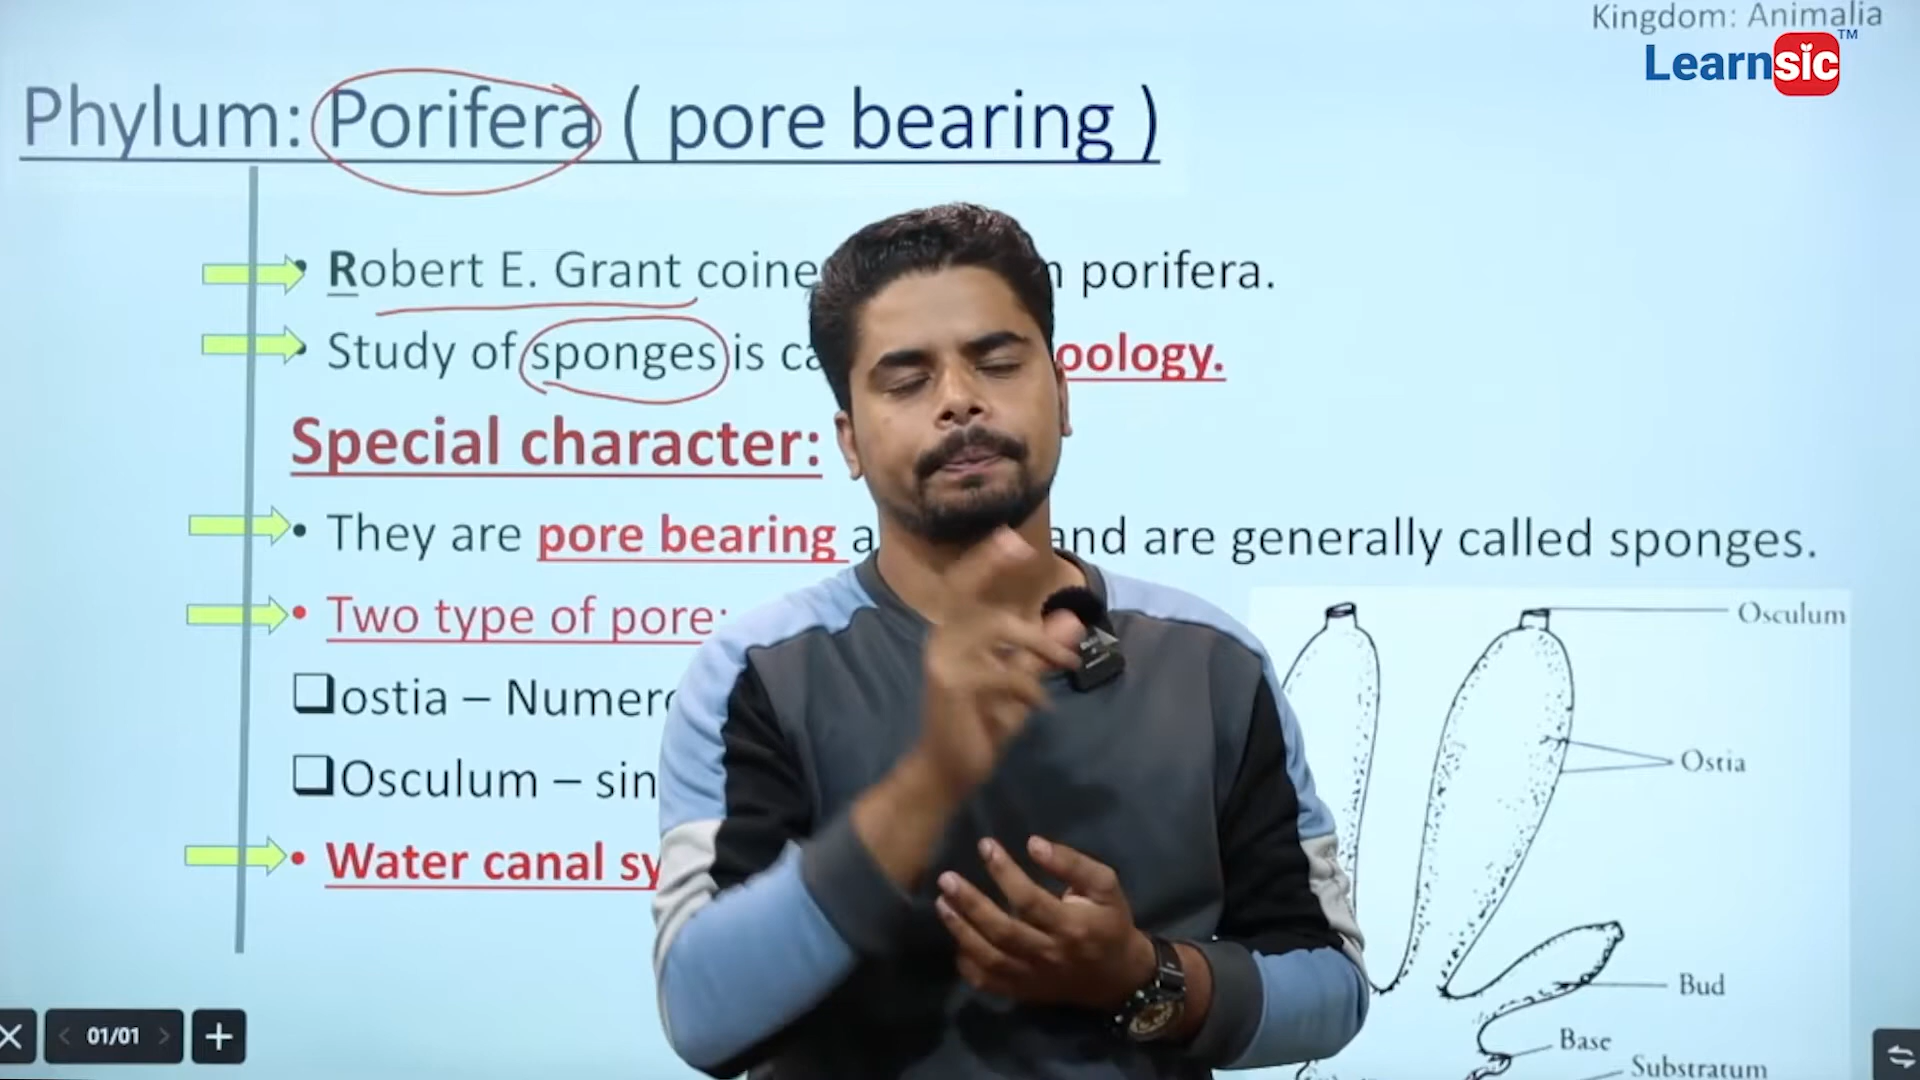 Kingdom: Animalia
Learnsic™
Phylum: Porifera ( pore bearing )
• Robert E. Grant coine porifera.
• Study of sponges is ca oology.
Special character:
• They are pore bearing a and are generally called sponges.
• Two type of pore:
ostia – Numero
Osculum – sin
• Water canal sy
Osculum
Ostia
Bud
Base
Substratum
01/01